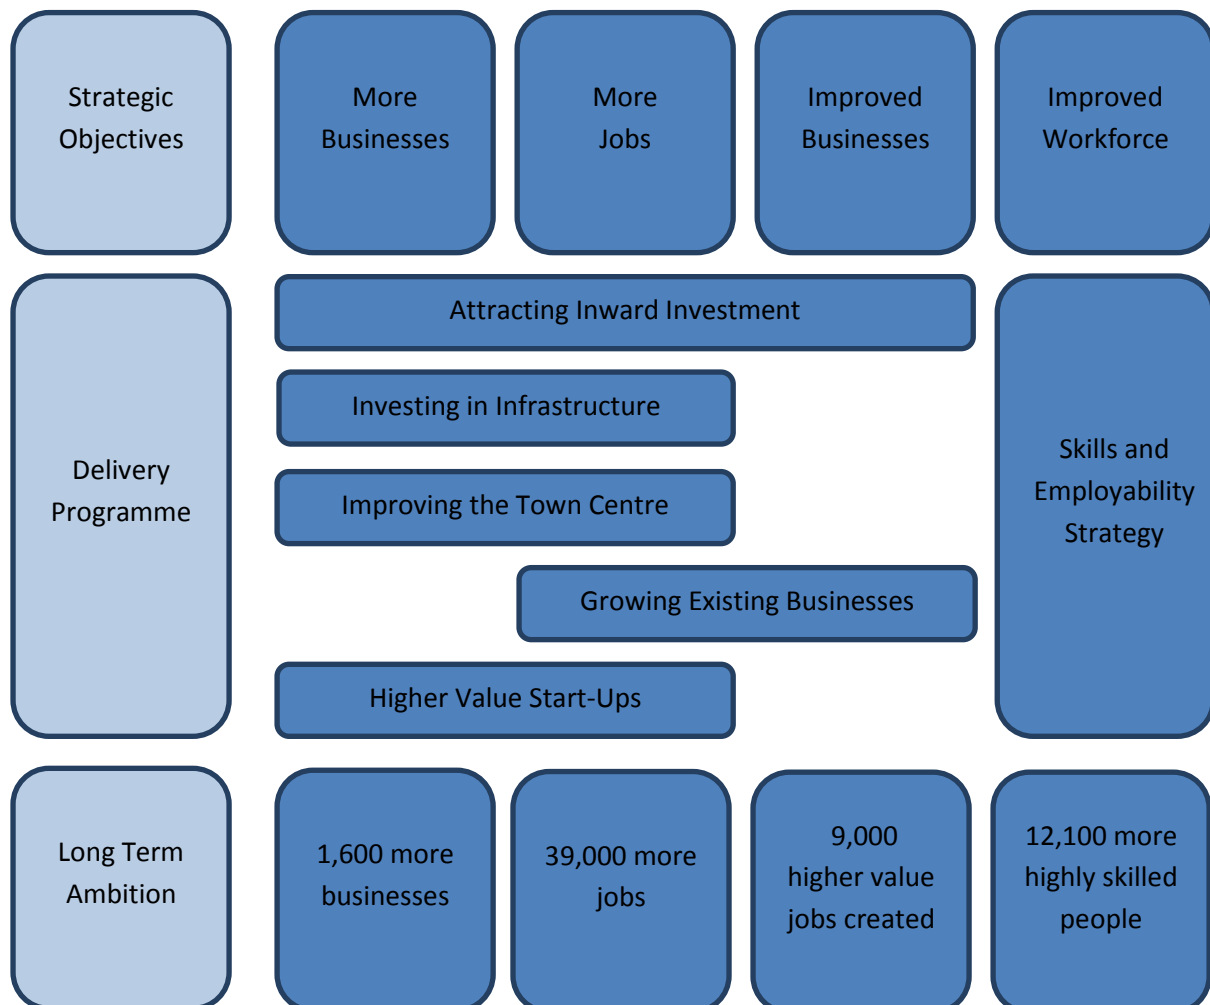 Strategic
Objectives
More
Businesses
More
Jobs
Improved
Businesses
Improved
Workforce
Delivery
Programme
Attracting Inward Investment
Investing in Infrastructure
Improving the Town Centre
Growing Existing Businesses
Higher Value Start-Ups
Skills and
Employability
Strategy
Long Term
Ambition
1,600 more
businesses
39,000 more
jobs
9,000
higher value
jobs created
12,100 more
highly skilled
people